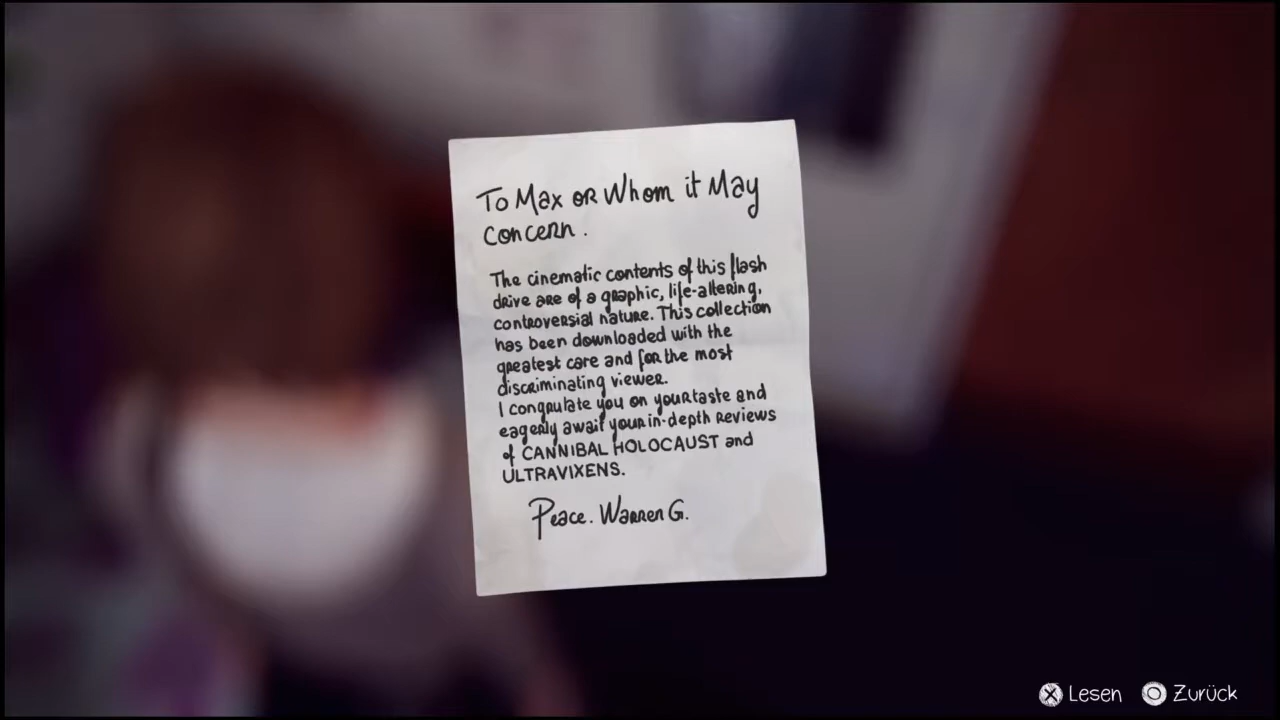 To Max or Whom it May
Concern.
The cinematic contents of this flash
drive are of a graphic, life-altering,
controversial nature. This collection
has been downloaded with the
greatest care and for the most
discriminating viewer.
I congrulate you on your taste and
eagerly await your in-depth reviews
of CANNIBAL HOLOCAUST and
ULTRAVIXENS.
Peace. Warren G.
Lesen Zurück